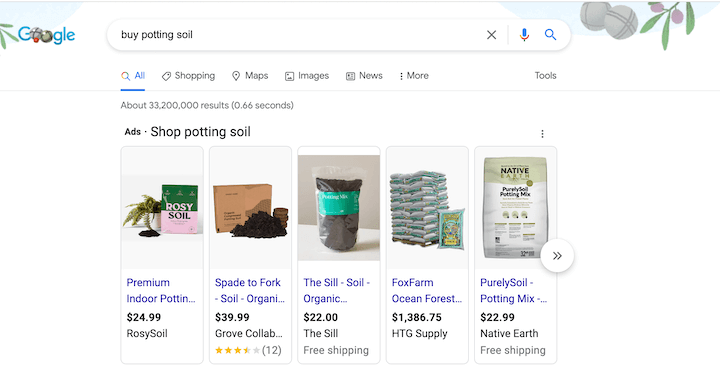 Google
buy potting soil
All
Shopping
Maps
Images
News
More
Tools
About 33,200,000 results (0.66 seconds)
Ads · Shop potting soil
ROSY
SOIL
Potting Mix
NATIVE
EARTH
PurelySoil
Potting Mix
Premium
Indoor Pottin...
$24.99
RosySoil
Spade to Fork
- Soil - Organi...
$39.99
Grove Collab...
(12)
The Sill - Soil -
Organic...
$22.00
The Sill
Free shipping
FoxFarm
Ocean Forest...
$1,386.75
HTG Supply
PurelySoil -
Potting Mix -...
$22.99
Native Earth
Free shipping